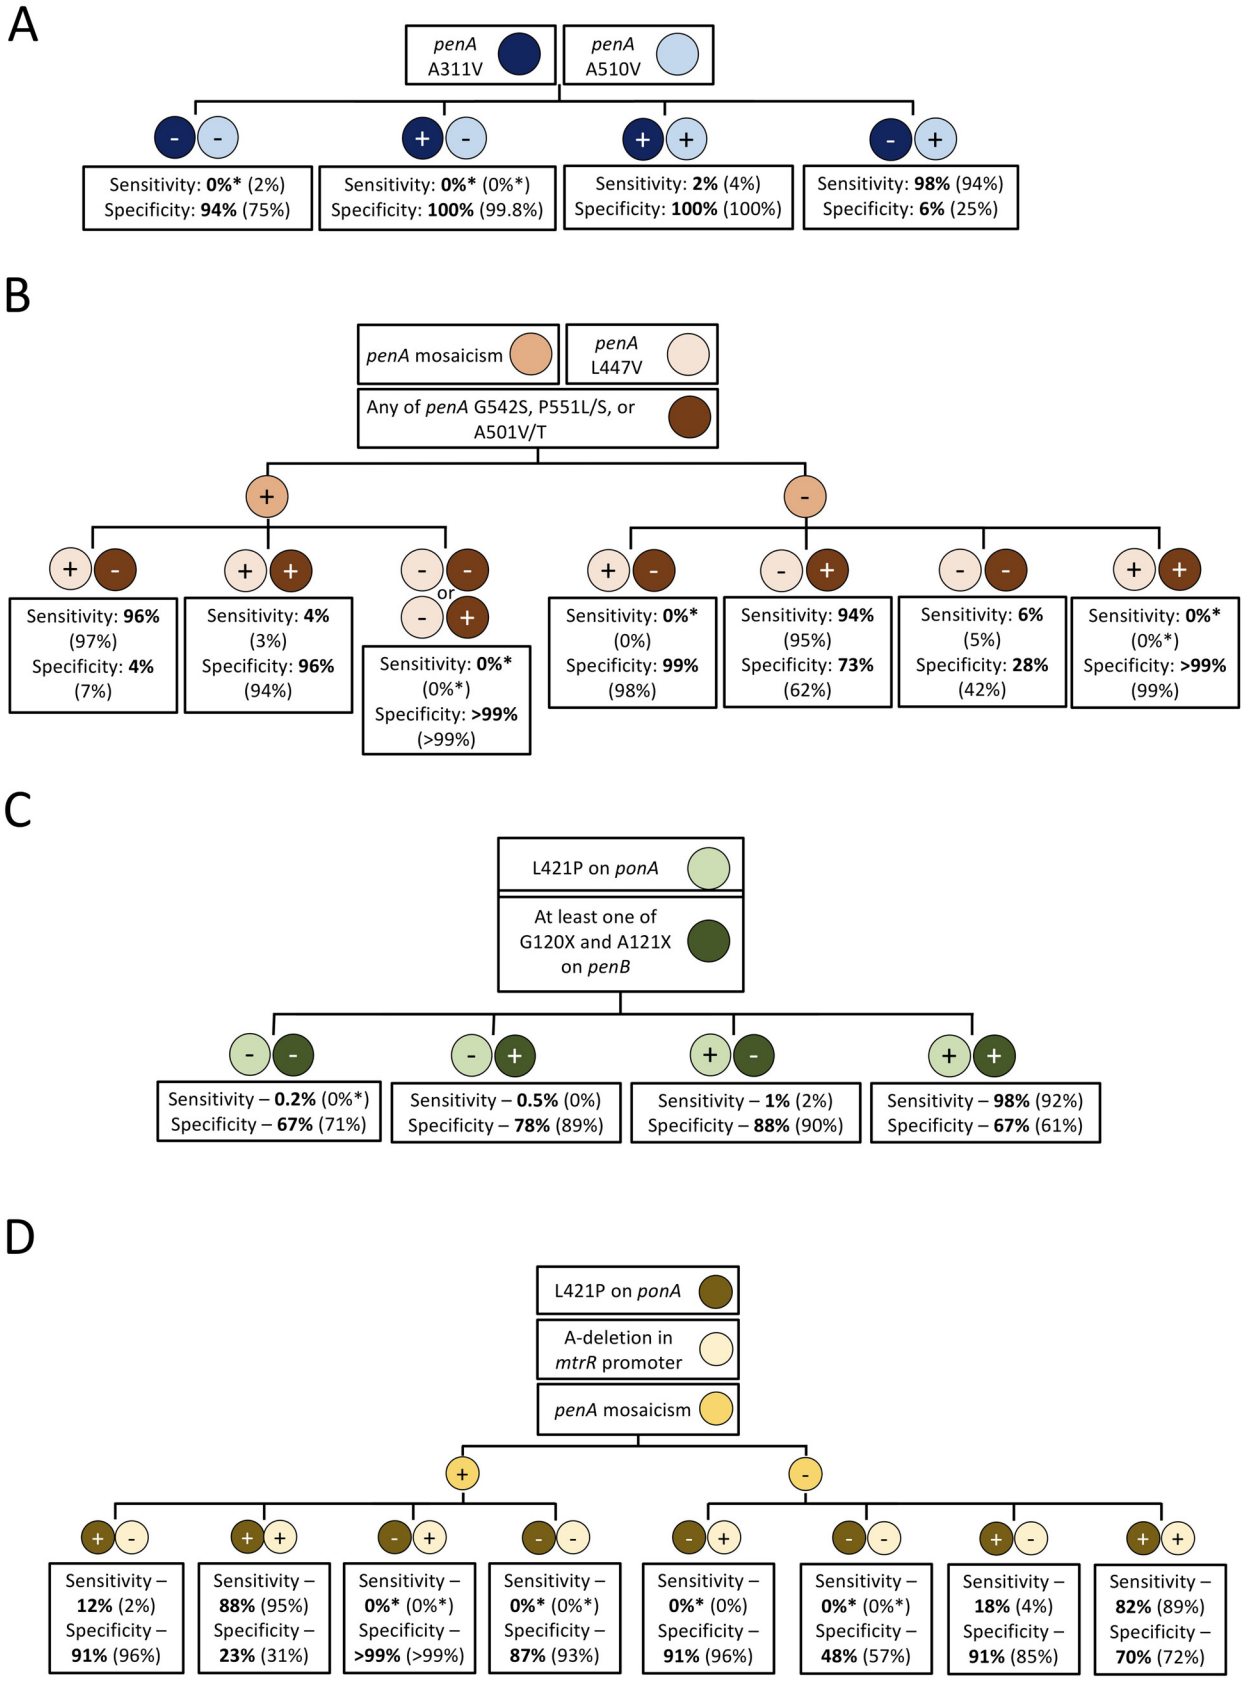 A
penA
A311V
penA
A510V
- -
+ -
+ +
- +
Sensitivity: 0%* (2%)
Specificity: 94% (75%)
Sensitivity: 0%* (0%*)
Specificity: 100% (99.8%)
Sensitivity: 2% (4%)
Specificity: 100% (100%)
Sensitivity: 98% (94%)
Specificity: 6% (25%)
B
penA mosaicism
penA
L447V
Any of penA G542S, P551L/S, or
A501V/T
+
-
+ -
+ +
- -
or
- +
+ -
- +
- -
+ +
Sensitivity: 96%
(97%)
Specificity: 4%
(7%)
Sensitivity: 4%
(3%)
Specificity: 96%
(94%)
Sensitivity: 0%*
(0%*)
Specificity: >99%
(>99%)
Sensitivity: 0%*
(0%)
Specificity: 99%
(98%)
Sensitivity: 94%
(95%)
Specificity: 73%
(62%)
Sensitivity: 6%
(5%)
Specificity: 28%
(42%)
Sensitivity: 0%*
(0%*)
Specificity: >99%
(99%)
C
L421P on ponA
At least one of
G120X and A121X
on penB
- -
- +
+ -
+ +
Sensitivity – 0.2% (0%*)
Specificity – 67% (71%)
Sensitivity – 0.5% (0%)
Specificity – 78% (89%)
Sensitivity – 1% (2%)
Specificity – 88% (90%)
Sensitivity – 98% (92%)
Specificity – 67% (61%)
D
L421P on ponA
A-deletion in
mtrR promoter
penA mosaicism
+
-
+ -
+ +
- +
- -
- +
- -
+ -
+ +
Sensitivity –
12% (2%)
Specificity –
91% (96%)
Sensitivity –
88% (95%)
Specificity –
23% (31%)
Sensitivity –
0%* (0%*)
Specificity –
>99% (>99%)
Sensitivity –
0%* (0%*)
Specificity –
87% (93%)
Sensitivity –
0%* (0%)
Specificity –
91% (96%)
Sensitivity –
0%* (0%*)
Specificity –
48% (57%)
Sensitivity –
18% (4%)
Specificity –
91% (85%)
Sensitivity –
82% (89%)
Specificity –
70% (72%)